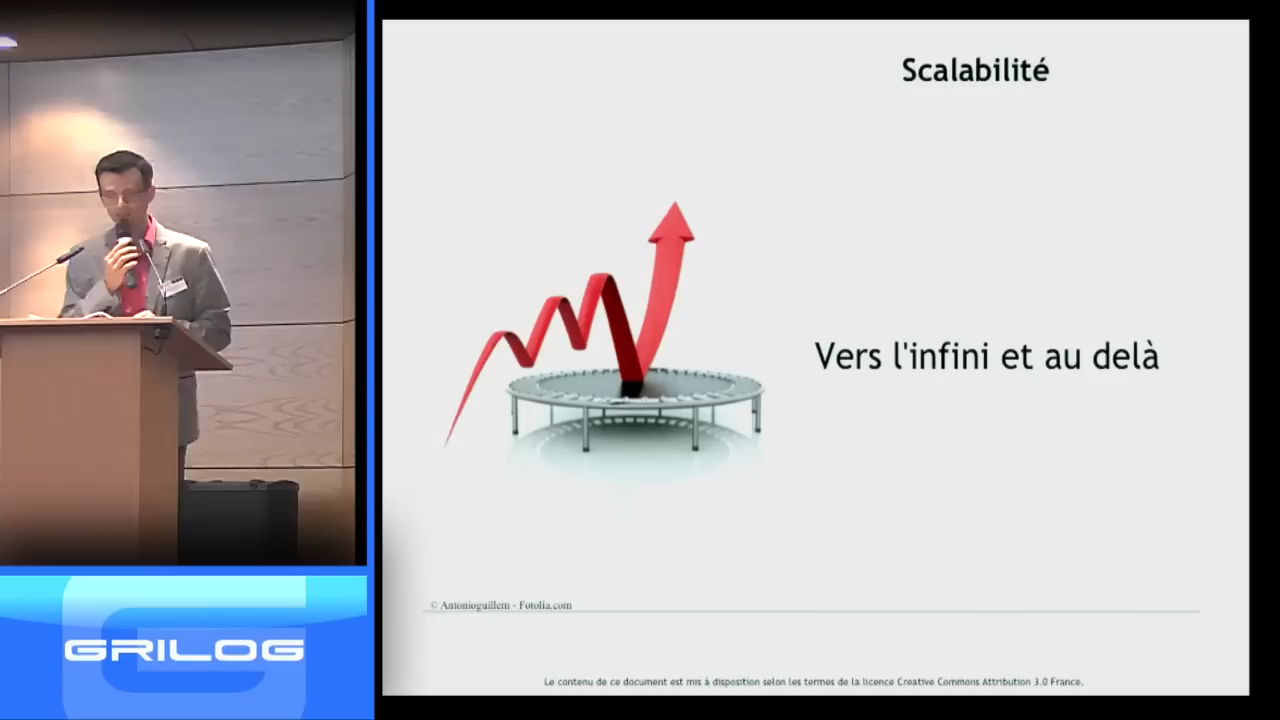 Scalabilité
Vers l'infini et au delà
© Antonioguillem - Fotolia.com
GRILOG
Le contenu de ce document est mis à disposition selon les termes de la licence Creative Commons Attribution 3.0 France.